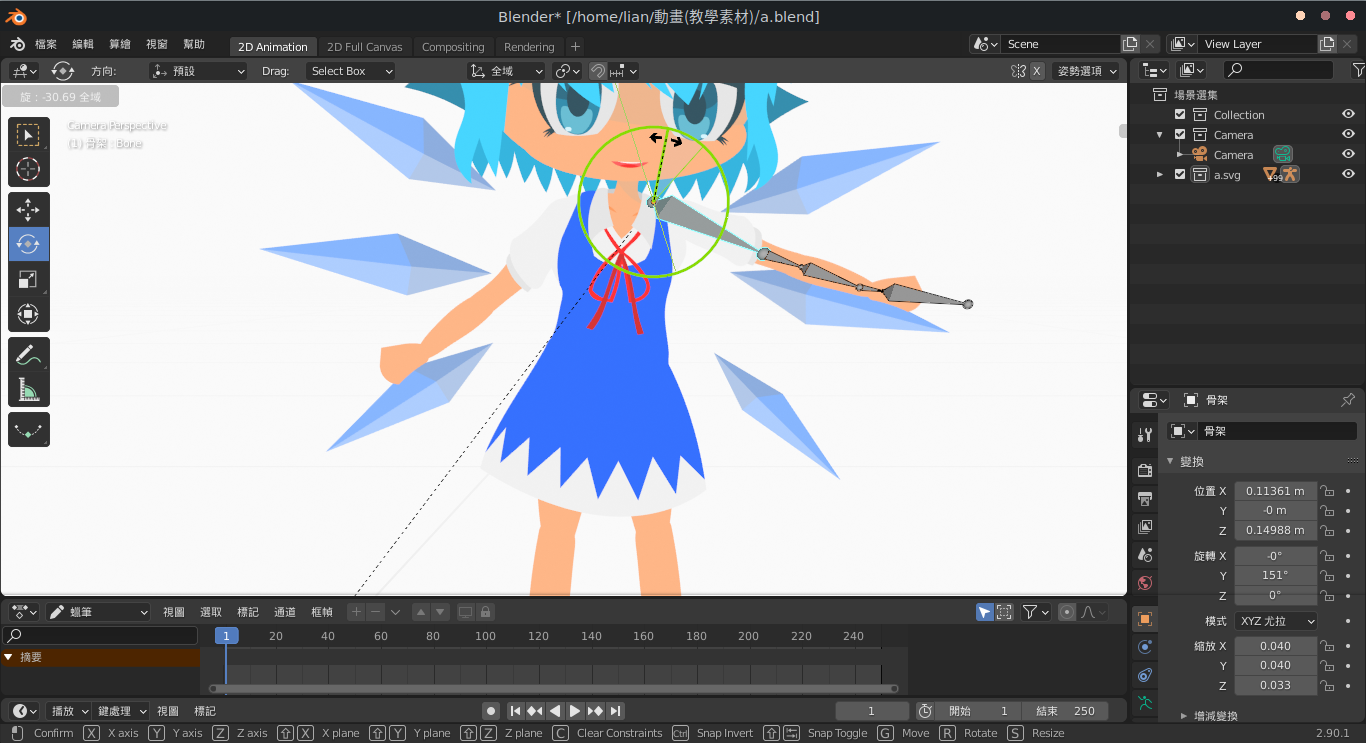 Blender* [/home/lian/動畫(教學素材)/a.blend]
檔案 編輯 算繪 視窗 幫助 2D Animation 2D Full Canvas Compositing Rendering + Scene View Layer
方向: 預設 Drag: Select Box 全域 X 姿勢選項
旋：-30.69 全域
Camera Perspective
(1) 骨架 : Bone
場景選集
Collection
Camera
Camera
a.svg +99
骨架
骨架
變換
位置 X 0.11361 m
Y -0 m
Z 0.14988 m
旋轉 X -0°
Y 151°
Z 0°
模式 XYZ 尤拉
縮放 X 0.040
Y 0.040
Z 0.033
增減變換
蠟筆 視圖 選取 標記 通道 框幀
1 20 40 60 80 100 120 140 160 180 200 220 240
摘要
播放 鍵處理 視圖 標記 1 開始 1 結束 250
Confirm X X axis Y Y axis Z Z axis X X plane Y Y plane Z Z plane C Clear Constraints Ctrl Snap Invert Snap Toggle G Move R Rotate S Resize 2.90.1